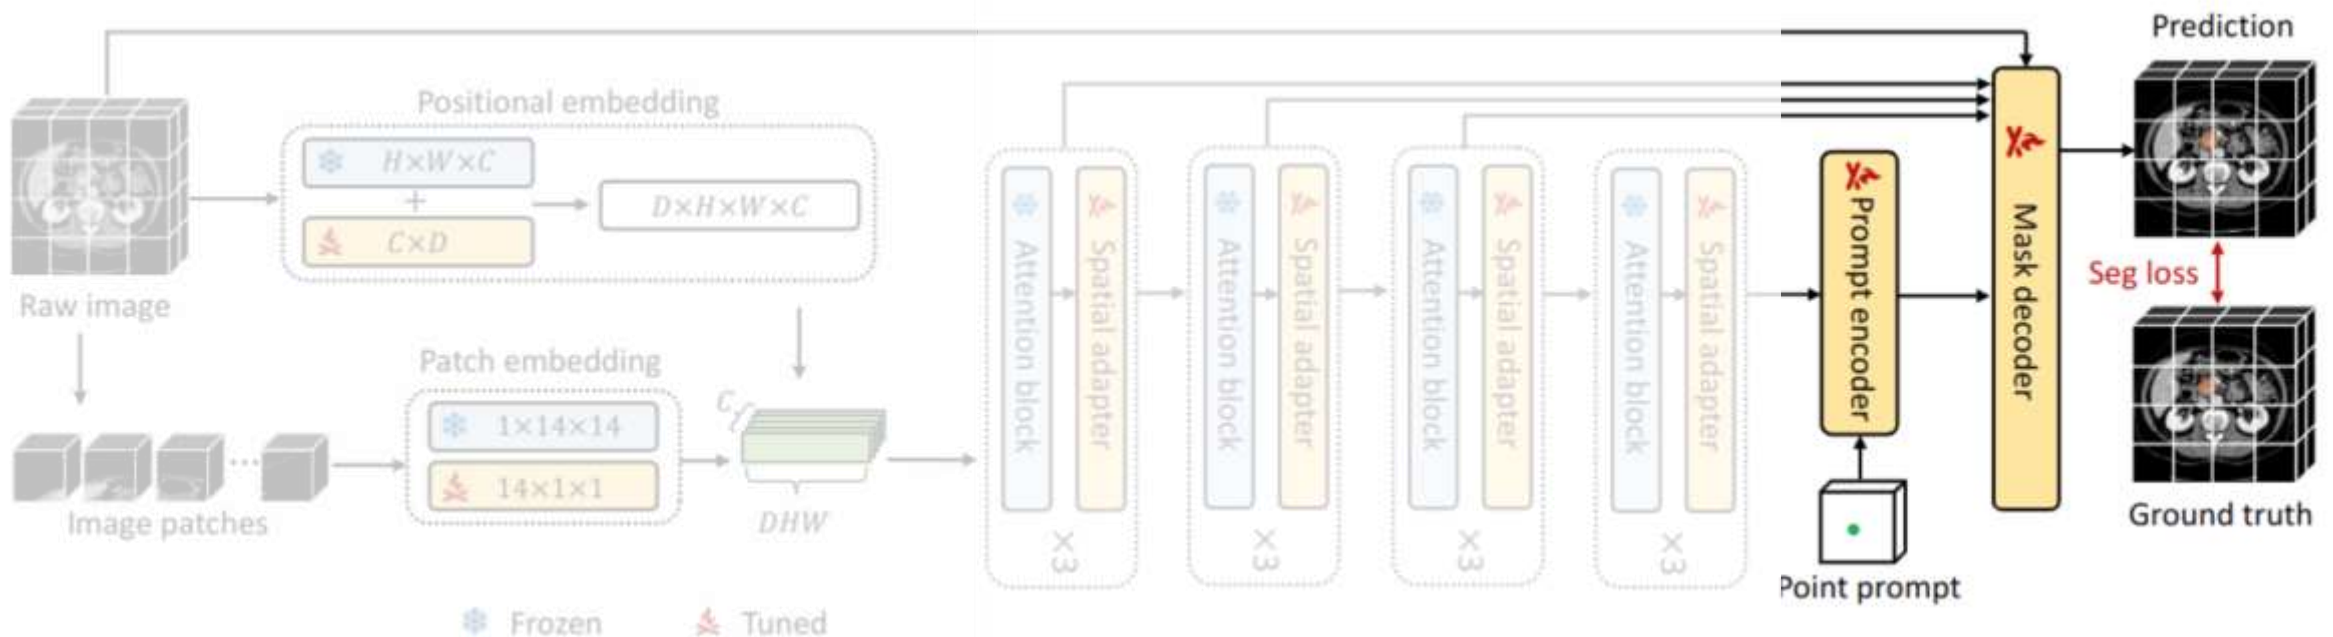 Prediction
Positional embedding
H×W×C
+
C×D
D×H×W×C
Raw image
Patch embedding
1×14×14
14×1×1
C
DHW
Image patches
Attention block
Spatial adapter
×3
Attention block
Spatial adapter
×3
Attention block
Spatial adapter
×3
Attention block
Spatial adapter
×3
Prompt encoder
Mask decoder
Seg loss
Ground truth
Point prompt
Frozen
Tuned